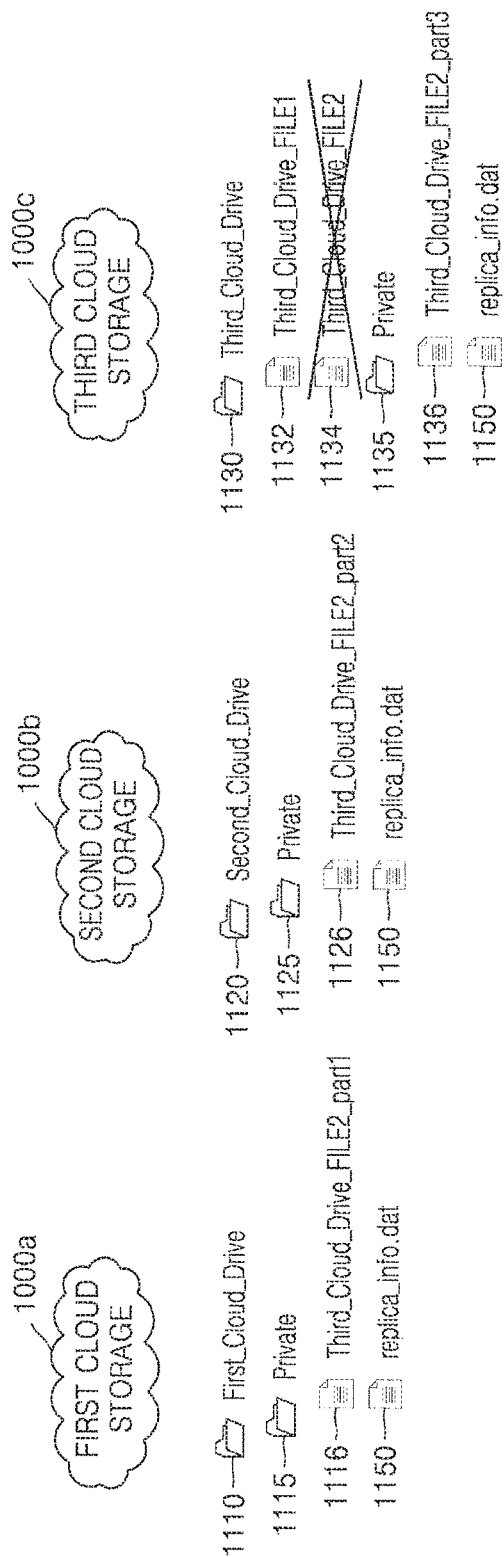 FIRST CLOUD
STORAGE
1000a
1110 First_Cloud_Drive
1115 Private
1116 Third_Cloud_Drive_FILE2_part1
1150 replica_info.dat
SECOND CLOUD
STORAGE
1000b
1120 Second_Cloud_Drive
1125 Private
1126 Third_Cloud_Drive_FILE2_part2
1150 replica_info.dat
THIRD CLOUD
STORAGE
1000c
1130 Third_Cloud_Drive
1132 Third_Cloud_Drive_FILE1
1134 Third_Cloud_Drive_FILE2
1135 Private
1136 Third_Cloud_Drive_FILE2_part3
1150 replica_info.dat